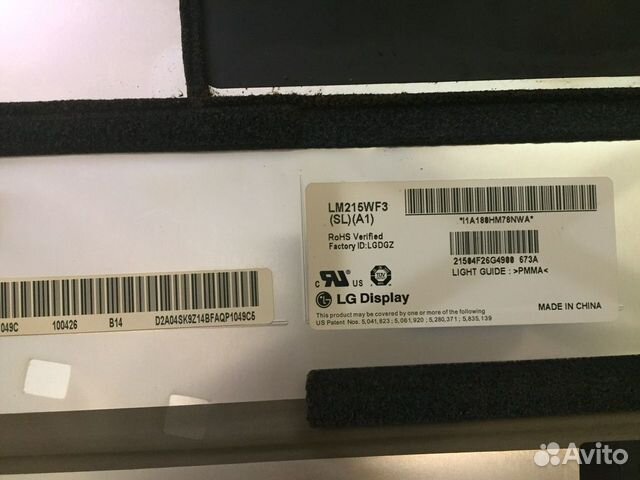 LM215WF3
(SL)(A1)
*I1A180HM78NWA*
RoHS Verified
Factory ID:LGDGZ
21504F26G4900 673A
LIGHT GUIDE : >PMMA<
c US
LG Display
MADE IN CHINA
This product may be covered by one or more of the following
US Patent Nos. 5,041,823 ; 5,061,920 ; 5,280,371 ; 5,835,139
049C 100426 B14 D2A04SK9Z14BFAQP1049C5
Avito